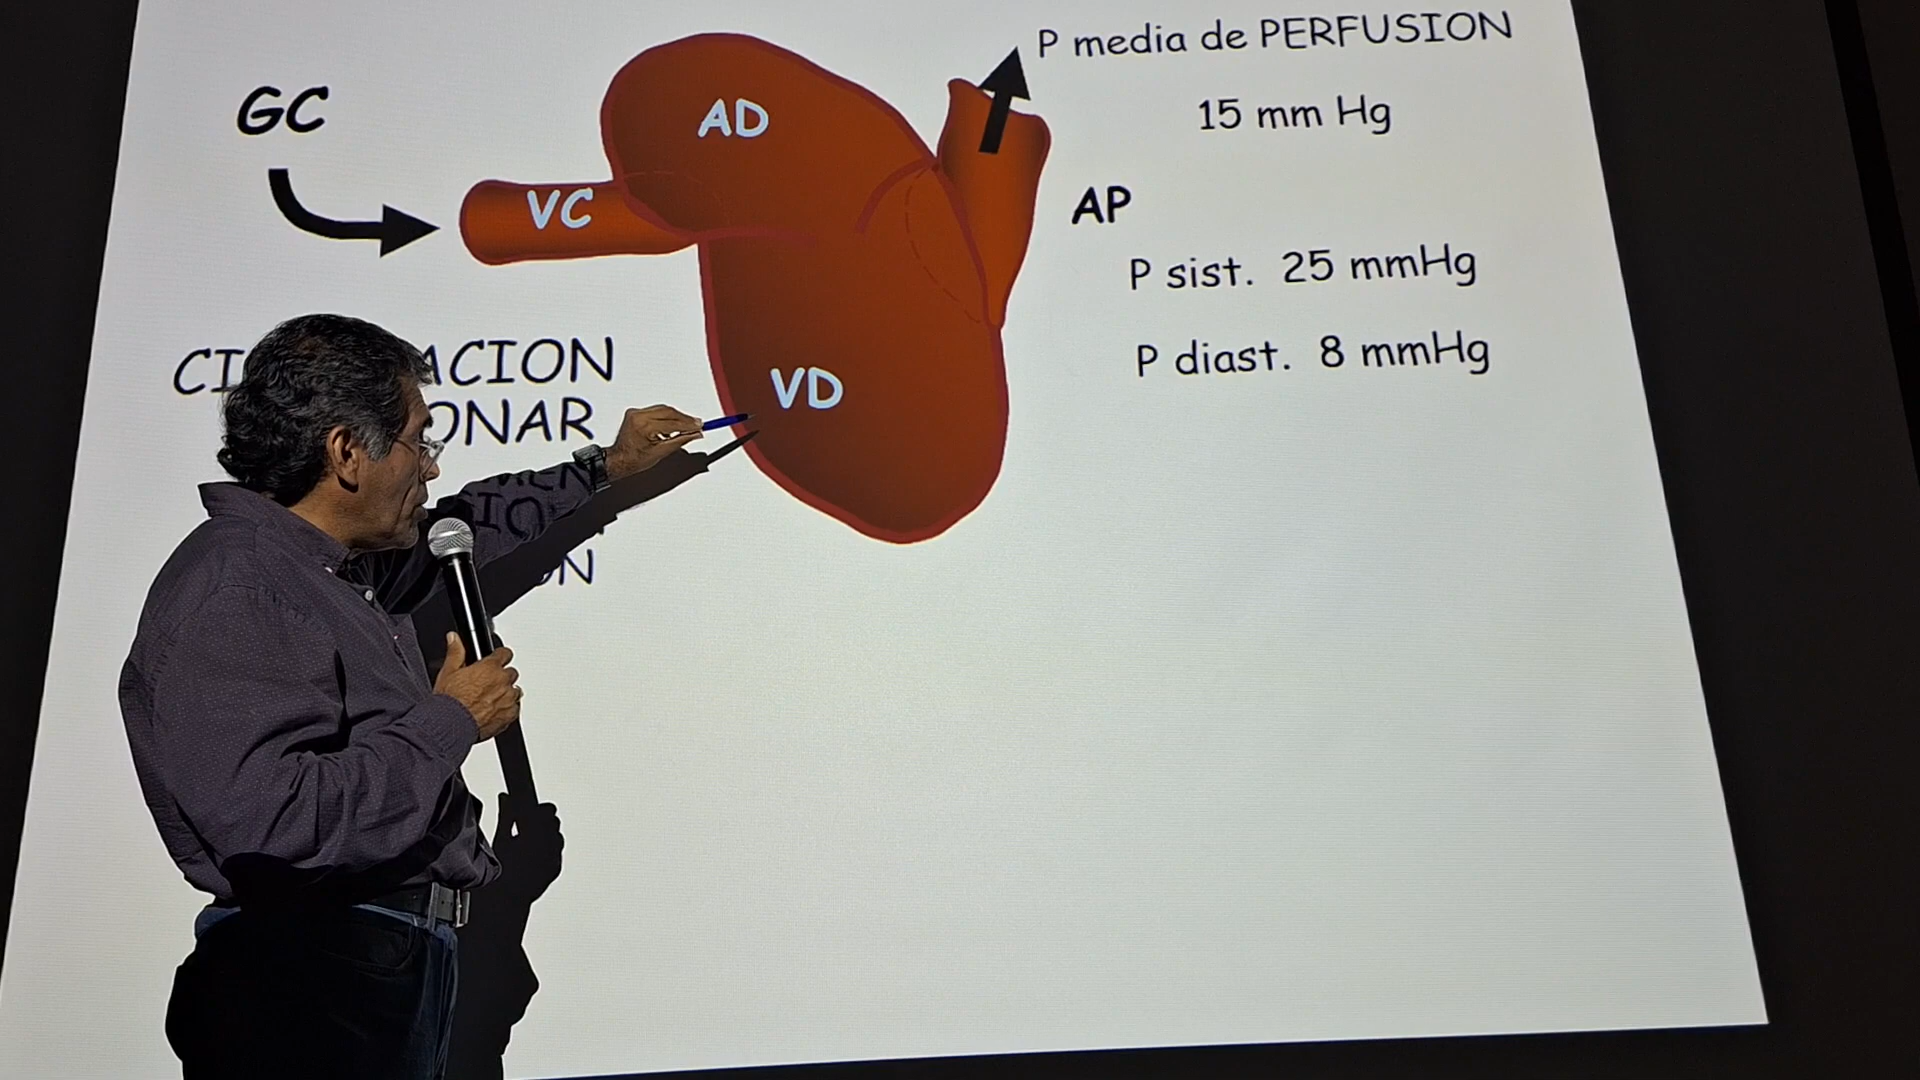 P media de PERFUSION
15 mm Hg
GC
AD
VC
AP
P sist. 25 mmHg
P diast. 8 mmHg
VD